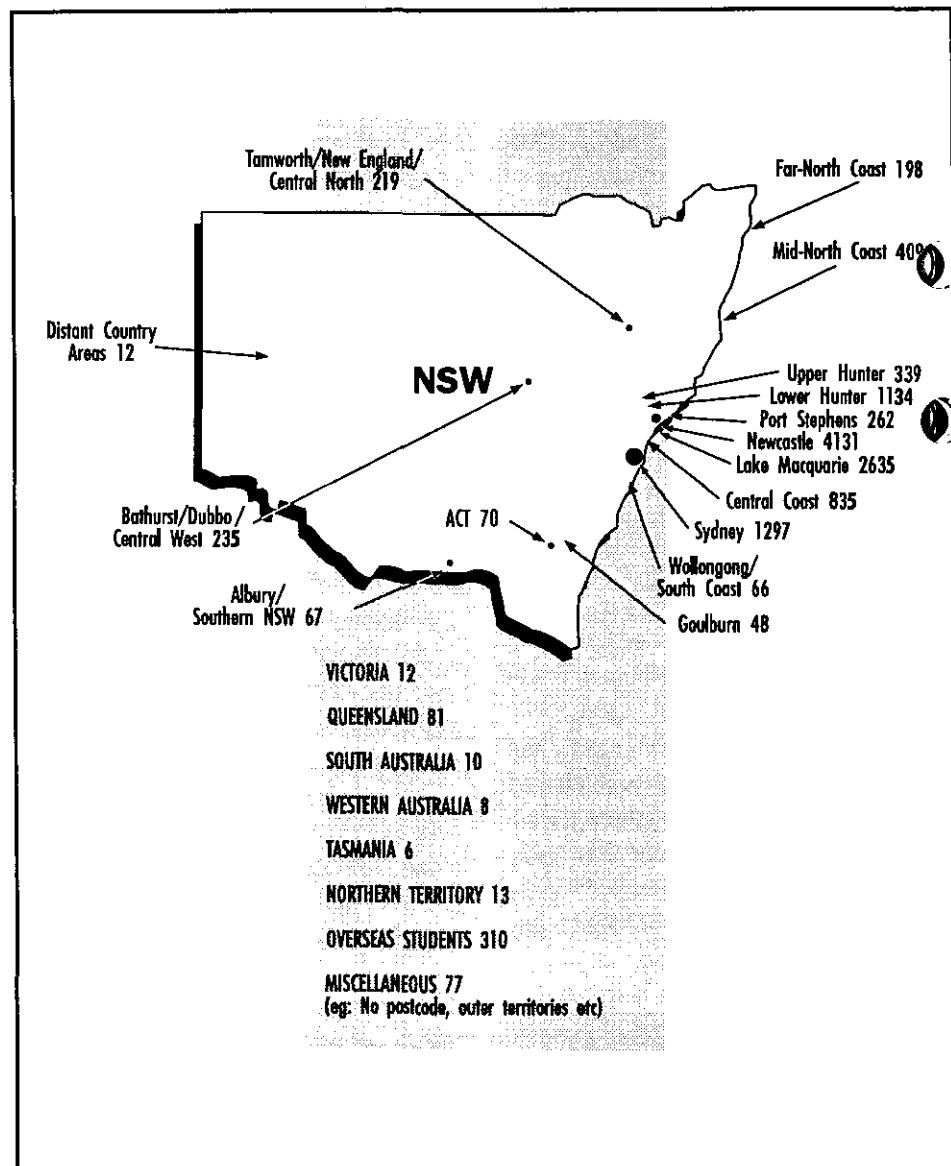 Tamworth/New England/
Central North 219
Far-North Coast 198
Mid-North Coast 409
Distant Country
Areas 12
NSW
Upper Hunter 339
Lower Hunter 1134
Port Stephens 262
Newcastle 4131
Lake Macquarie 2635
Central Coast 835
Sydney 1297
Bathurst/Dubbo/
Central West 235
ACT 70
Wollongong/
South Coast 66
Albury/
Southern NSW 67
Goulburn 48
VICTORIA 12
QUEENSLAND 81
SOUTH AUSTRALIA 10
WESTERN AUSTRALIA 8
TASMANIA 6
NORTHERN TERRITORY 13
OVERSEAS STUDENTS 310
MISCELLANEOUS 77
(eg: No postcode, outer territories etc)